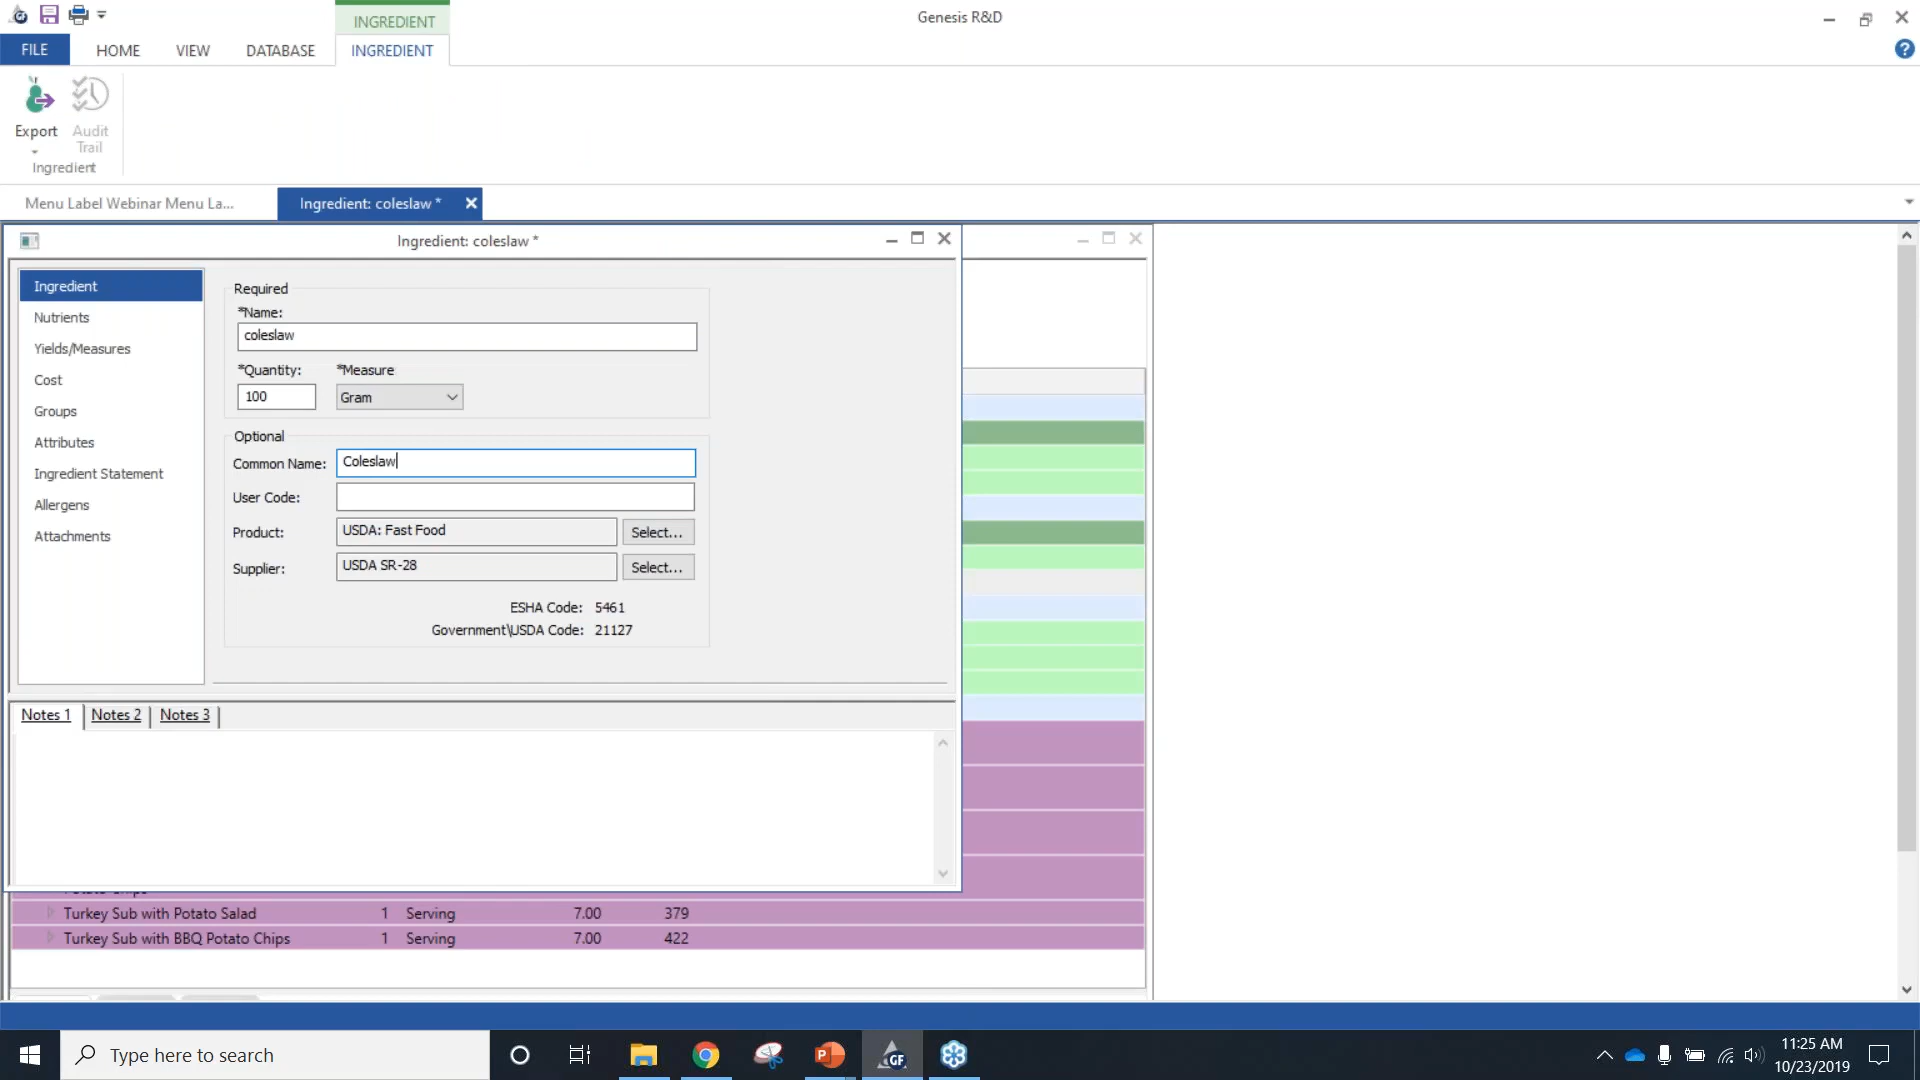 INGREDIENT
Genesis R&D
FILE
HOME
VIEW
DATABASE
INGREDIENT
Export
Audit
Trail
Ingredient
Menu Label Webinar Menu La...
Ingredient: coleslaw *
Ingredient: coleslaw *
Ingredient
Nutrients
Yields/Measures
Cost
Groups
Attributes
Ingredient Statement
Allergens
Attachments
Required
*Name:
coleslaw
*Quantity:
*Measure
100
Gram
Optional
Common Name:
Coleslaw
User Code:
Product:
USDA: Fast Food
Select...
Supplier:
USDA SR-28
Select...
ESHA Code: 5461
Government\USDA Code: 21127
Notes 1
Notes 2
Notes 3
Turkey Sub with Potato Salad 1 Serving 7.00 379
Turkey Sub with BBQ Potato Chips 1 Serving 7.00 422
Type here to search
GF
11:25 AM
10/23/2019